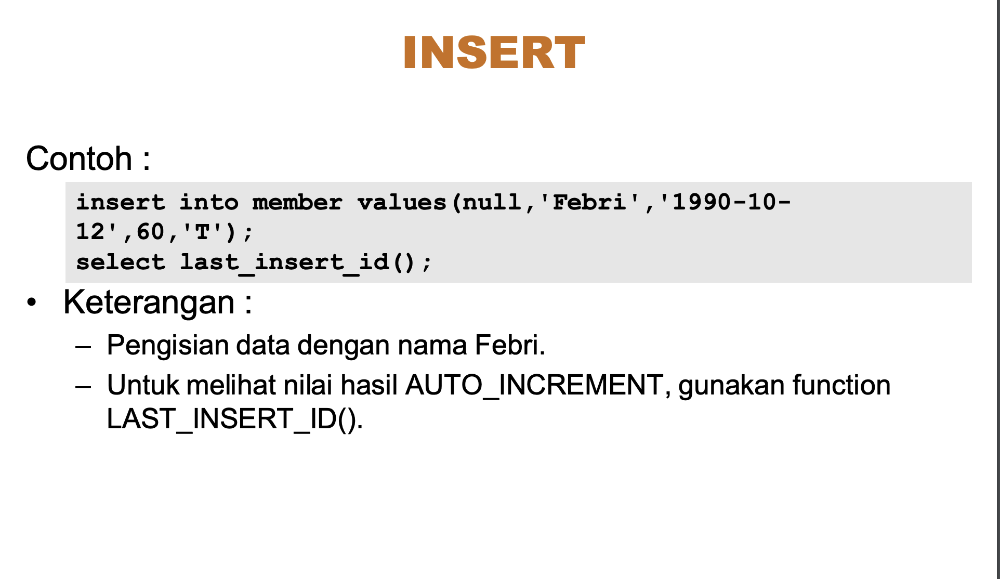 INSERT
Contoh :
insert into member values(null,'Febri','1990-10-
12',60,'T');
select last_insert_id();
• Keterangan :
– Pengisian data dengan nama Febri.
– Untuk melihat nilai hasil AUTO_INCREMENT, gunakan function
LAST_INSERT_ID().